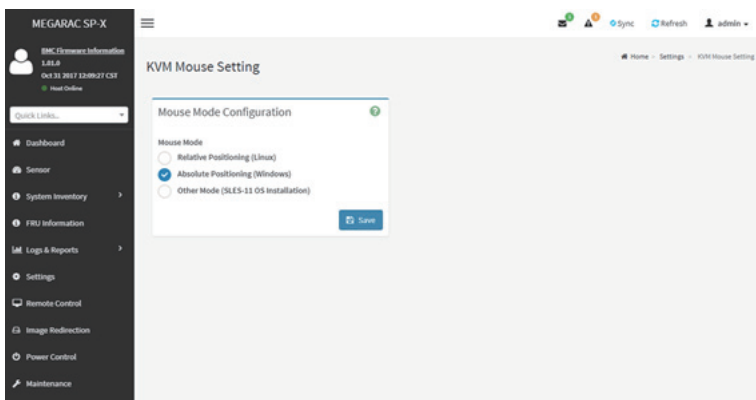 MEGARAC SP-X
Sync Refresh admin
BMC Firmware Information
1.01.0
Oct 31 2017 12:09:27 CST
Host Online
Home Settings KVM Mouse Setting
KVM Mouse Setting
Quick Links...
Dashboard
Sensor
System Inventory
FRU Information
Logs & Reports
Settings
Remote Control
Image Redirection
Power Control
Maintenance
Mouse Mode Configuration
Mouse Mode
Relative Positioning (Linux)
Absolute Positioning (Windows)
Other Mode (SLES-11 OS Installation)
Save